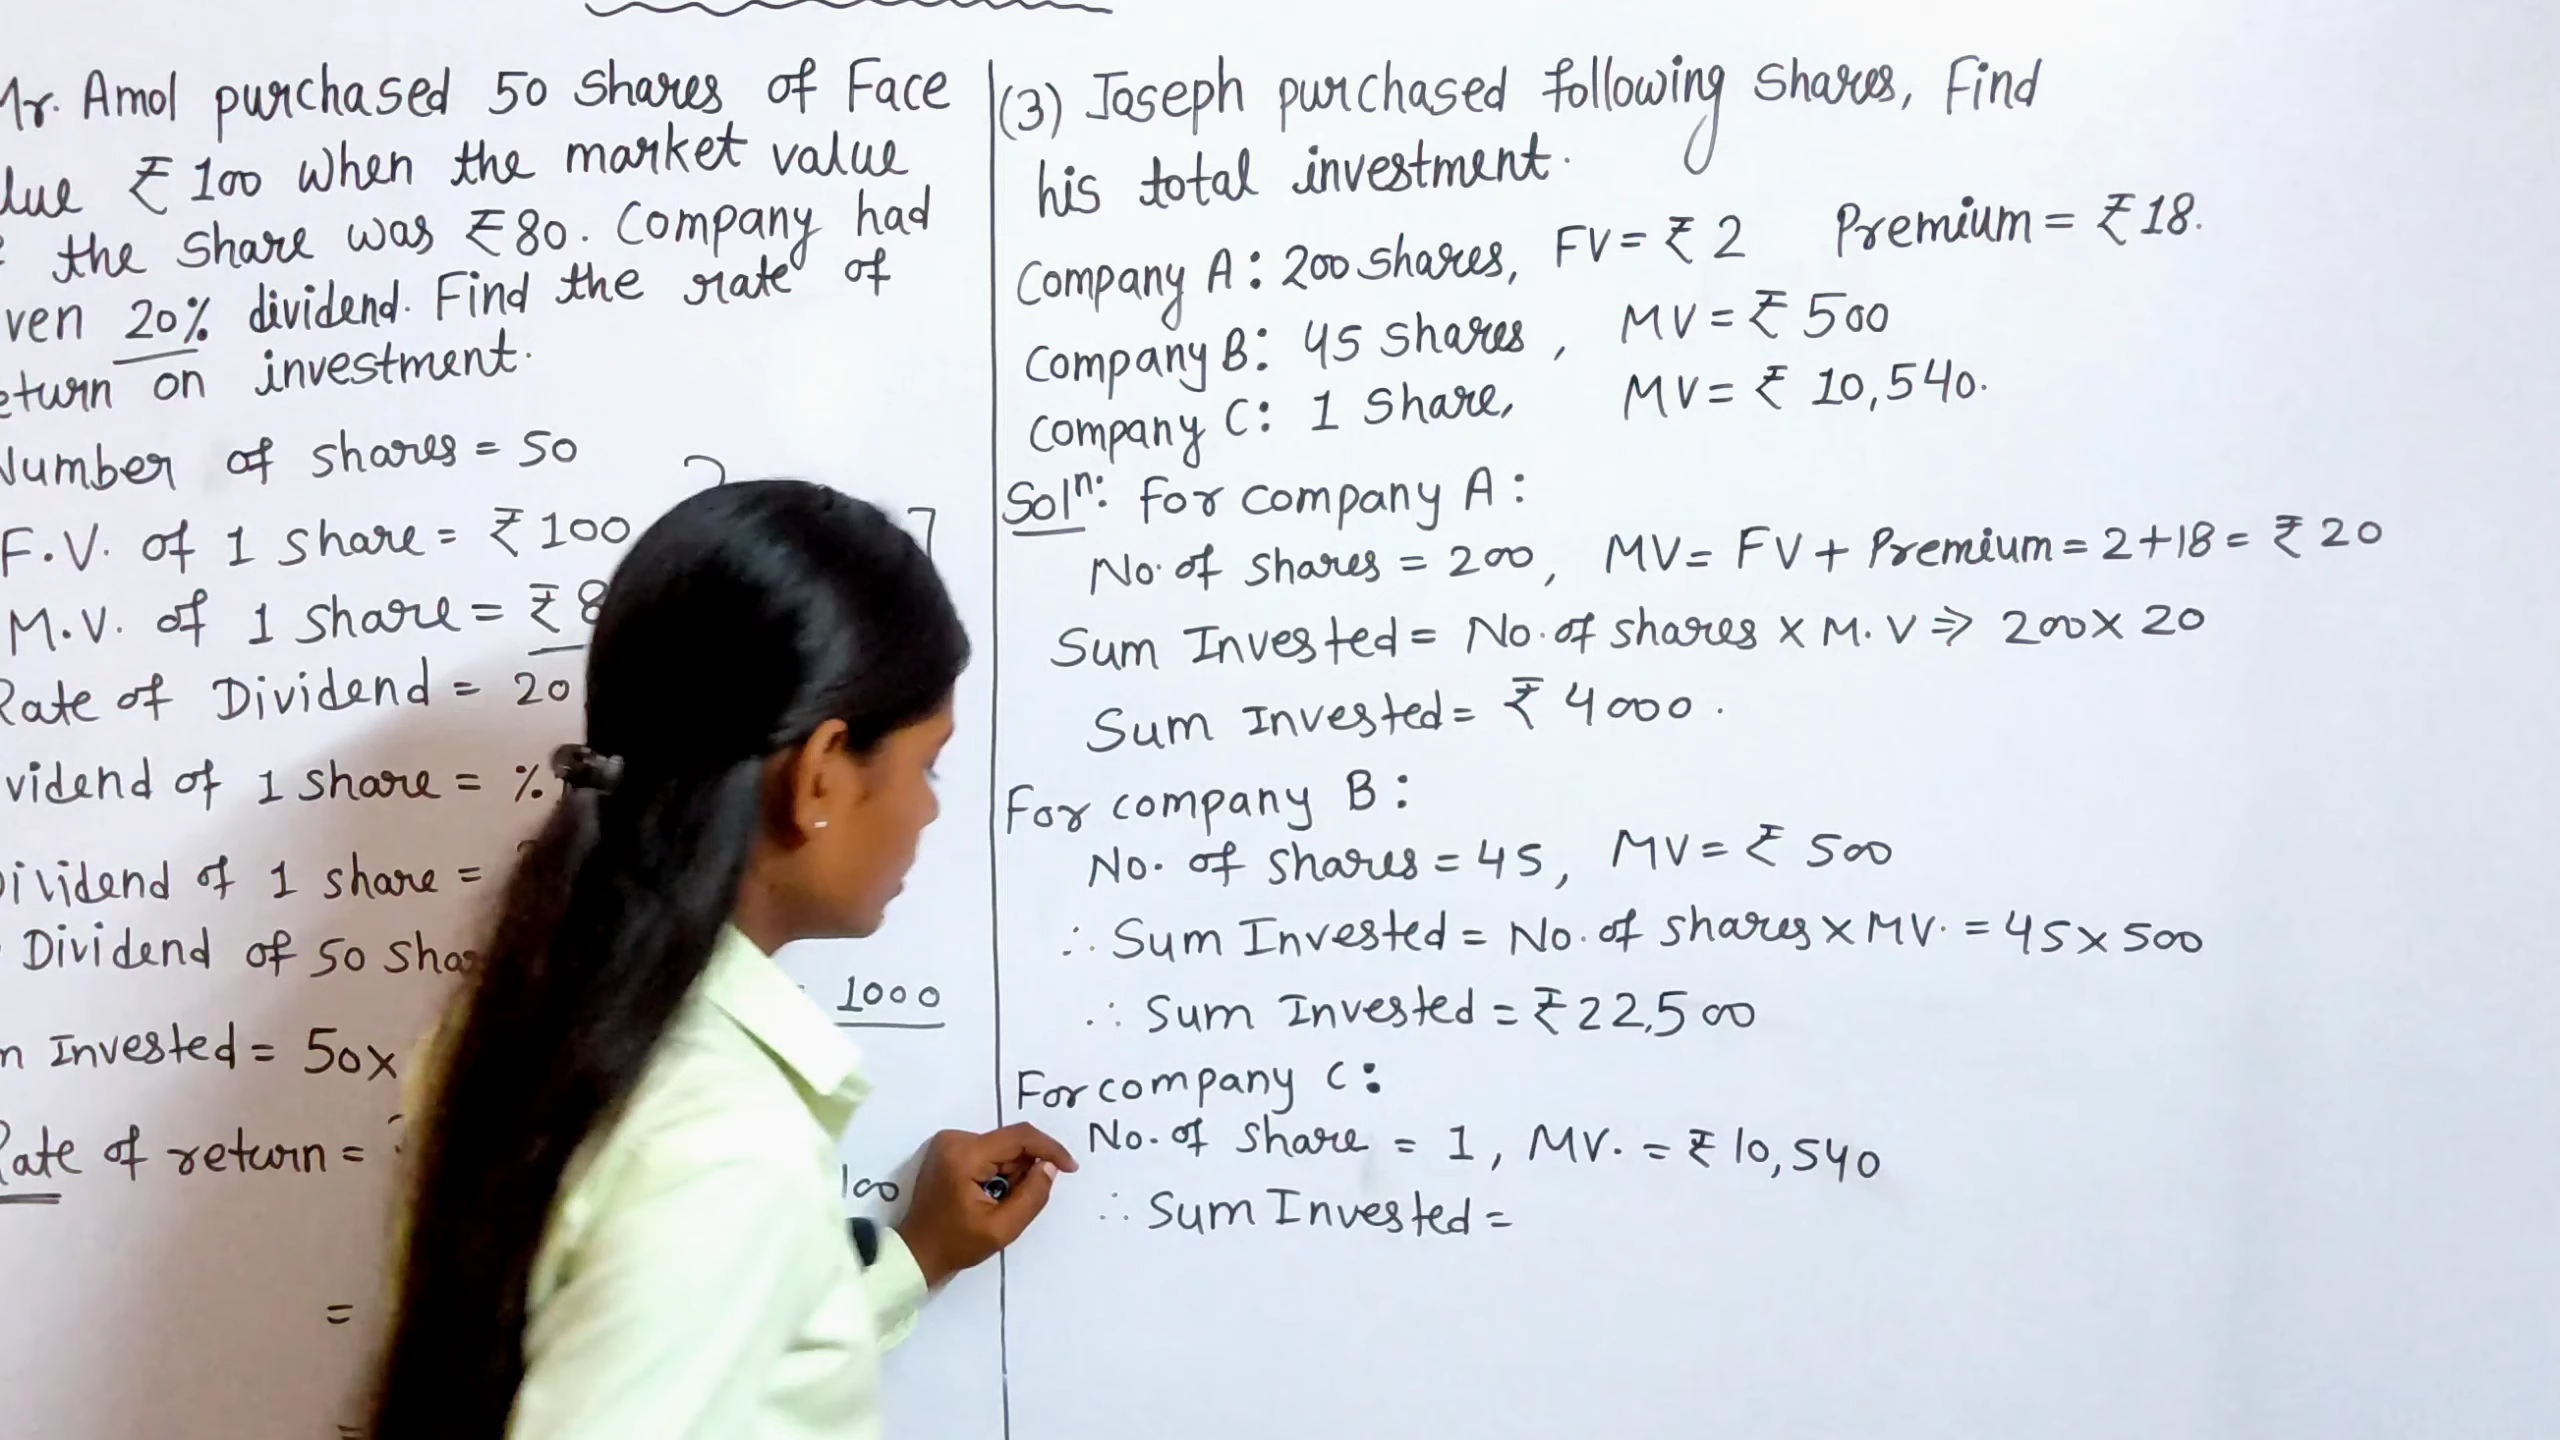 Mr. Amol purchased 50 shares of Face
₹100 when the market value
the share was ₹80. Company had
20% dividend. Find the rate of
on investment.
Number of shares = 50
F.V. of 1 share = ₹100
M.V. of 1 share = ₹8
Rate of Dividend = 20
of 1 share = %
Dividend of 1 share =
Dividend of 50
1000
Invested = 50x
Rate of return =
100
=
(3) Joseph purchased following shares, Find
his total investment.
Company A: 200 shares, FV = ₹2 Premium = ₹18.
Company B: 45 shares, MV = ₹500
Company C: 1 share, MV = ₹10,540.
Solⁿ: For company A:
No. of shares = 200, MV = FV + Premium = 2+18 = ₹20
Sum Invested = No. of shares x M.V ⇒ 200x 20
Sum Invested = ₹4000.
For company B:
No. of shares = 45, MV = ₹500
∴ Sum Invested = No. of shares x MV. = 45x500
∴ Sum Invested = ₹22,500
For company C:
No. of share = 1, MV. = ₹10,540
∴ Sum Invested =